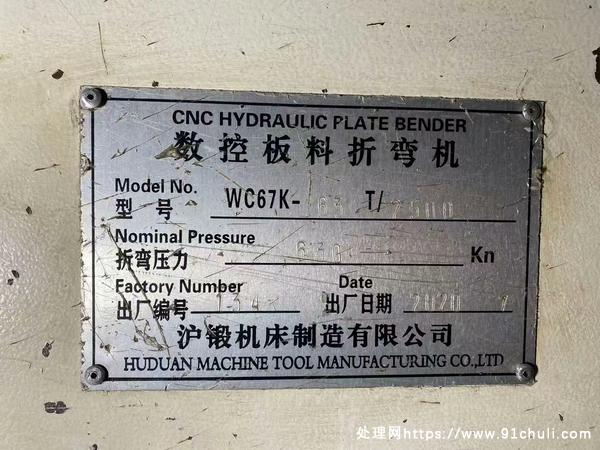 CNC HYDRAULIC PLATE BENDER
数控板料折弯机
Model No.
型号 WC67K-63 T/2500
Nominal Pressure
折弯压力 Kn
Factory Number Date
出厂编号 出厂日期 2020
沪锻机床制造有限公司
HUDUAN MACHINE TOOL MANUFACTURING CO.,LTD
处理网https://www.91chuli.com